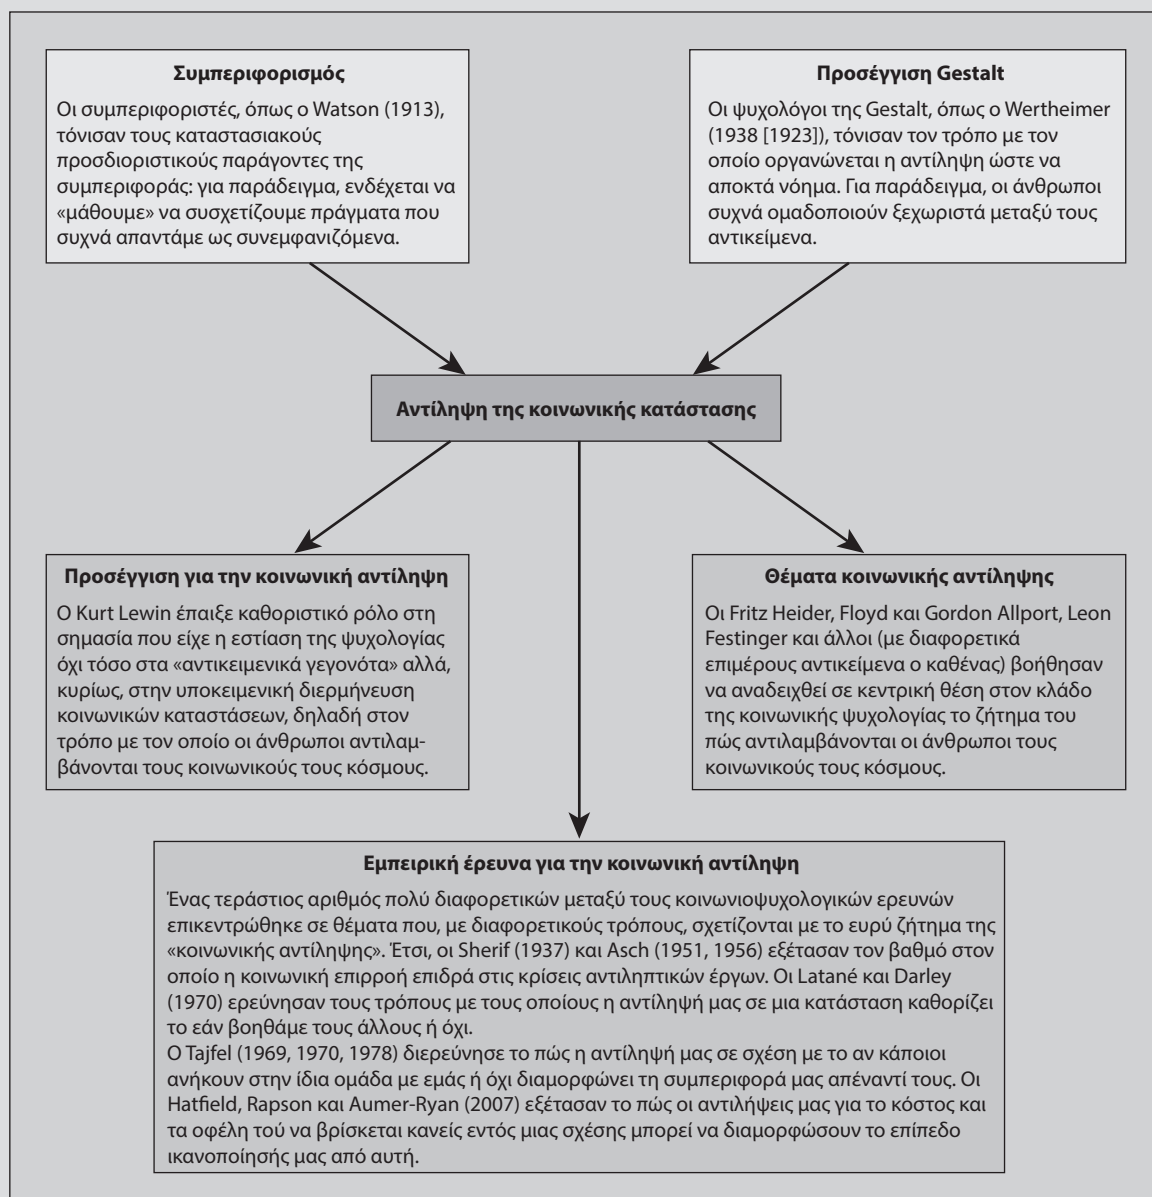 Συμπεριφορισμός
Οι συμπεριφοριστές, όπως ο Watson (1913),
τόνισαν τους καταστασιακούς
προσδιοριστικούς παράγοντες της
συμπεριφοράς: για παράδειγμα, ενδέχεται να
«μάθουμε» να συσχετίζουμε πράγματα που
συχνά απαντάμε ως συνεμφανιζόμενα.
Προσέγγιση Gestalt
Οι ψυχολόγοι της Gestalt, όπως ο Wertheimer
(1938 [1923]), τόνισαν τον τρόπο με τον
οποίο οργανώνεται η αντίληψη ώστε να
αποκτά νόημα. Για παράδειγμα, οι άνθρωποι
συχνά ομαδοποιούν ξεχωριστά μεταξύ τους
αντικείμενα.
Αντίληψη της κοινωνικής κατάστασης
Προσέγγιση για την κοινωνική αντίληψη
Ο Kurt Lewin έπαιξε καθοριστικό ρόλο στη
σημασία που είχε η εστίαση της ψυχολογίας
όχι τόσο στα «αντικειμενικά γεγονότα» αλλά,
κυρίως, στην υποκειμενική διερμήνευση
κοινωνικών καταστάσεων, δηλαδή στον
τρόπο με τον οποίο οι άνθρωποι αντιλαμ-
βάνονται τους κοινωνικούς τους κόσμους.
Θέματα κοινωνικής αντίληψης
Οι Fritz Heider, Floyd και Gordon Allport, Leon
Festinger και άλλοι (με διαφορετικά
επιμέρους αντικείμενα ο καθένας) βοήθησαν
να αναδειχθεί σε κεντρική θέση στον κλάδο
της κοινωνικής ψυχολογίας το ζήτημα του
πώς αντιλαμβάνονται οι άνθρωποι τους
κοινωνικούς τους κόσμους.
Εμπειρική έρευνα για την κοινωνική αντίληψη
Ένας τεράστιος αριθμός πολύ διαφορετικών μεταξύ τους κοινωνιοψυχολογικών ερευνών
επικεντρώθηκε σε θέματα που, με διαφορετικούς τρόπους, σχετίζονται με το ευρύ ζήτημα της
«κοινωνικής αντίληψης». Έτσι, οι Sherif (1937) και Asch (1951, 1956) εξέτασαν τον βαθμό στον
οποίο η κοινωνική επιρροή επιδρά στις κρίσεις αντιληπτικών έργων. Οι Latané και Darley
(1970) ερεύνησαν τους τρόπους με τους οποίους η αντίληψή μας σε μια κατάσταση καθορίζει
το εάν βοηθάμε τους άλλους ή όχι.
Ο Tajfel (1969, 1970, 1978) διερεύνησε το πώς η αντίληψή μας σε σχέση με το αν κάποιοι
ανήκουν στην ίδια ομάδα με εμάς ή όχι διαμορφώνει τη συμπεριφορά μας απέναντί τους. Οι
Hatfield, Rapson και Aumer-Ryan (2007) εξέτασαν το πώς οι αντιλήψεις μας για το κόστος και
τα οφέλη τού να βρίσκεται κανείς εντός μιας σχέσης μπορεί να διαμορφώσουν το επίπεδο
ικανοποίησής μας από αυτή.